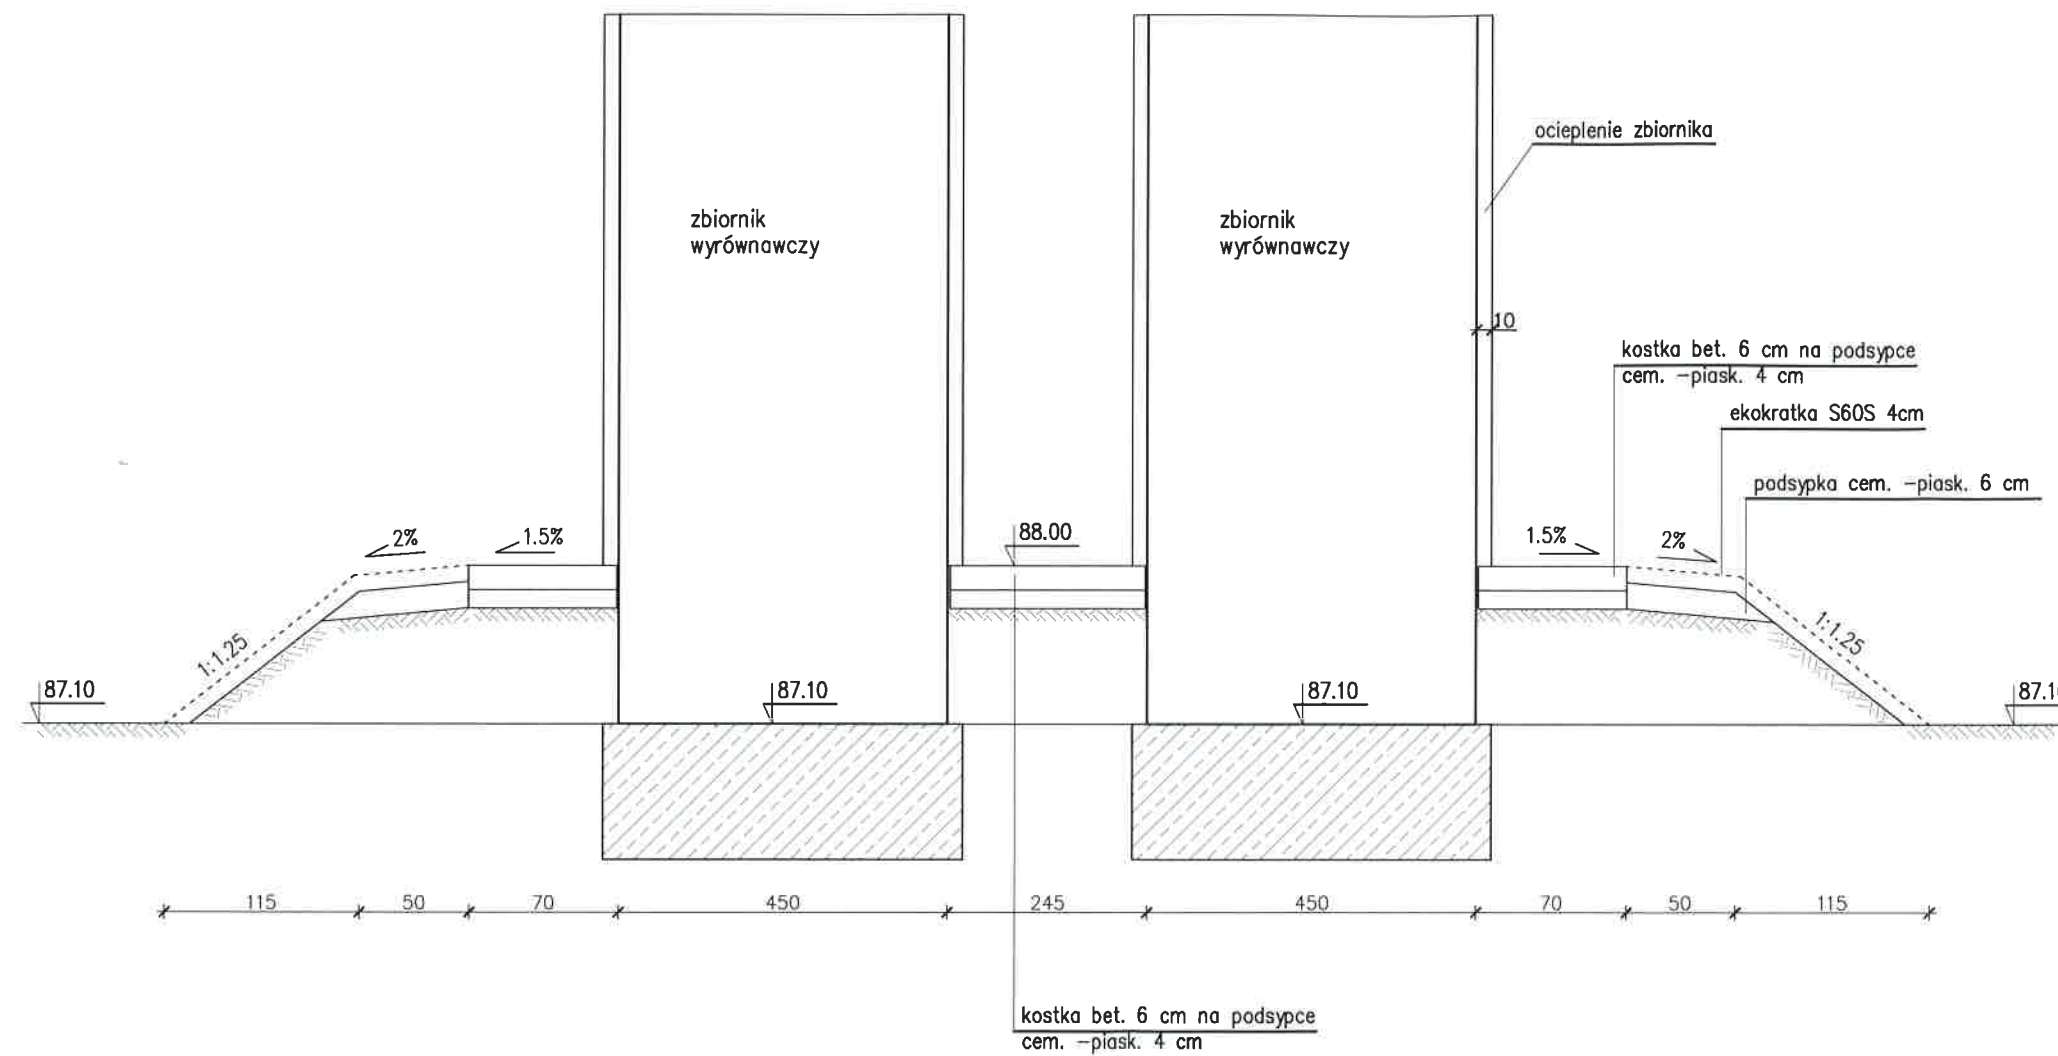 ocieplenie zbiornika
zbiornik
wyrównawczy
zbiornik
wyrównawczy
10
kostka bet. 6 cm na podsypce
cem. -piask. 4 cm
ekokratka S60S 4cm
podsypka cem. -piask. 6 cm
2%
1.5%
88.00
1.5%
2%
1:1.25
1:1.25
87.10
87.10
87.10
87.1
115
50
70
450
245
450
70
50
115
kostka bet. 6 cm na podsypce
cem. -piask. 4 cm